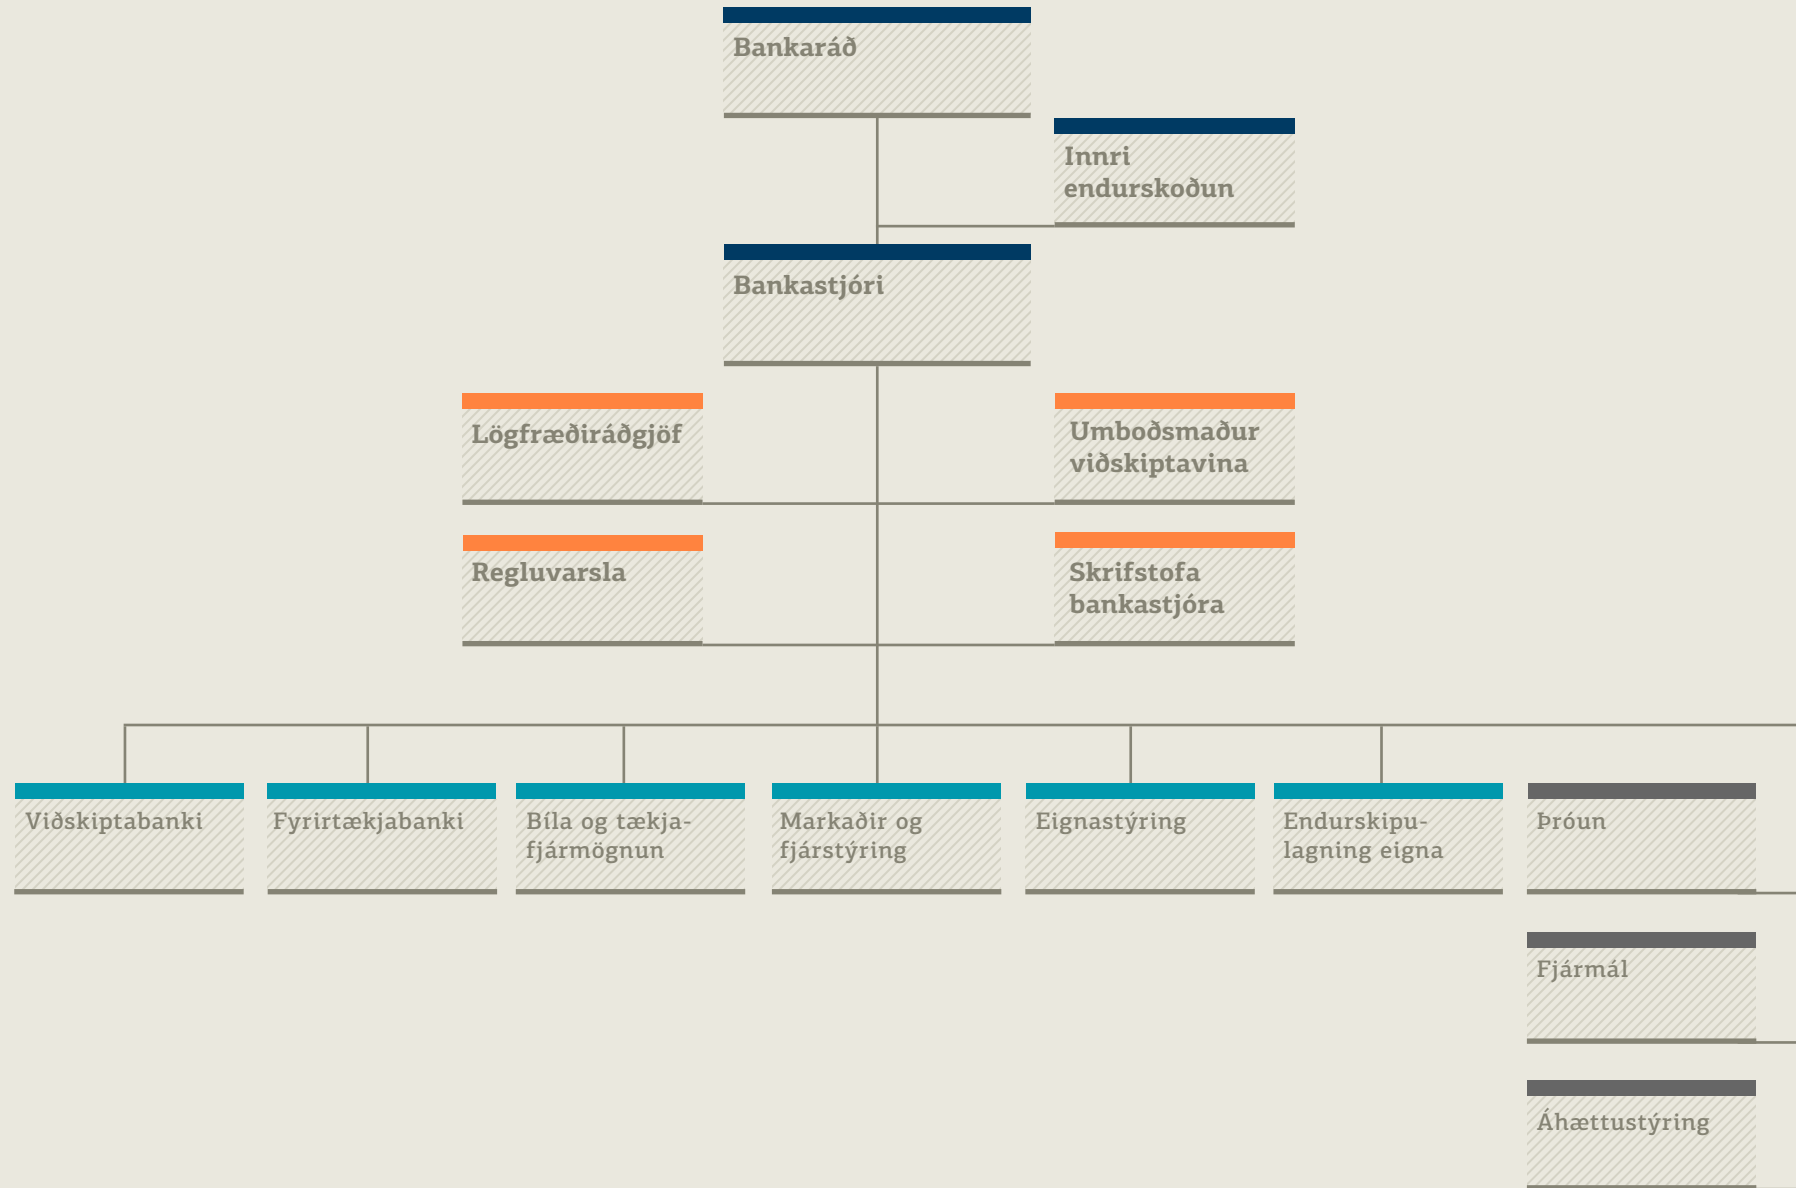 Bankaráð
Innri
endurskoðun
Bankastjóri
Lögfræðiráðgjöf
Umboðsmaður
viðskiptavina
Regluvarsla
Skrifstofa
bankastjóra
Viðskiptabanki
Fyrirtækjabanki
Bíla og tækja-
fjármögnun
Markaðir og
fjárstýring
Eignastýring
Endurskipu-
lagning eigna
Þróun
Fjármál
Áhættustýring